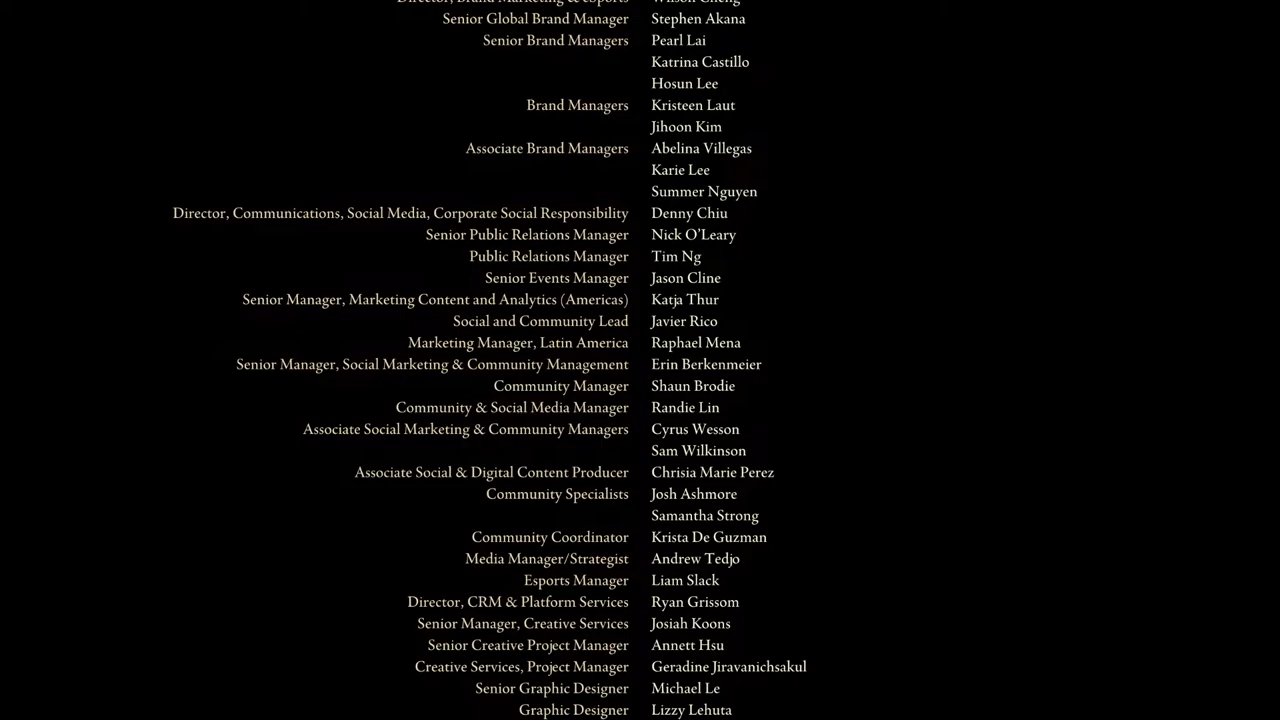 Director, Brand Marketing & eSports Wilson Cheng
Senior Global Brand Manager Stephen Akana
Senior Brand Managers Pearl Lai
Katrina Castillo
Hosun Lee
Brand Managers Kristeen Laut
Jihoon Kim
Associate Brand Managers Abelina Villegas
Karie Lee
Summer Nguyen
Director, Communications, Social Media, Corporate Social Responsibility Denny Chiu
Senior Public Relations Manager Nick O’Leary
Public Relations Manager Tim Ng
Senior Events Manager Jason Cline
Senior Manager, Marketing Content and Analytics (Americas) Katja Thur
Social and Community Lead Javier Rico
Marketing Manager, Latin America Raphael Mena
Senior Manager, Social Marketing & Community Management Erin Berkenmeier
Community Manager Shaun Brodie
Community & Social Media Manager Randie Lin
Associate Social Marketing & Community Managers Cyrus Wesson
Sam Wilkinson
Associate Social & Digital Content Producer Chrisia Marie Perez
Community Specialists Josh Ashmore
Samantha Strong
Community Coordinator Krista De Guzman
Media Manager/Strategist Andrew Tedjo
Esports Manager Liam Slack
Director, CRM & Platform Services Ryan Grissom
Senior Manager, Creative Services Josiah Koons
Senior Creative Project Manager Annett Hsu
Creative Services, Project Manager Geradine Jiravanichsakul
Senior Graphic Designer Michael Le
Graphic Designer Lizzy Lehuta